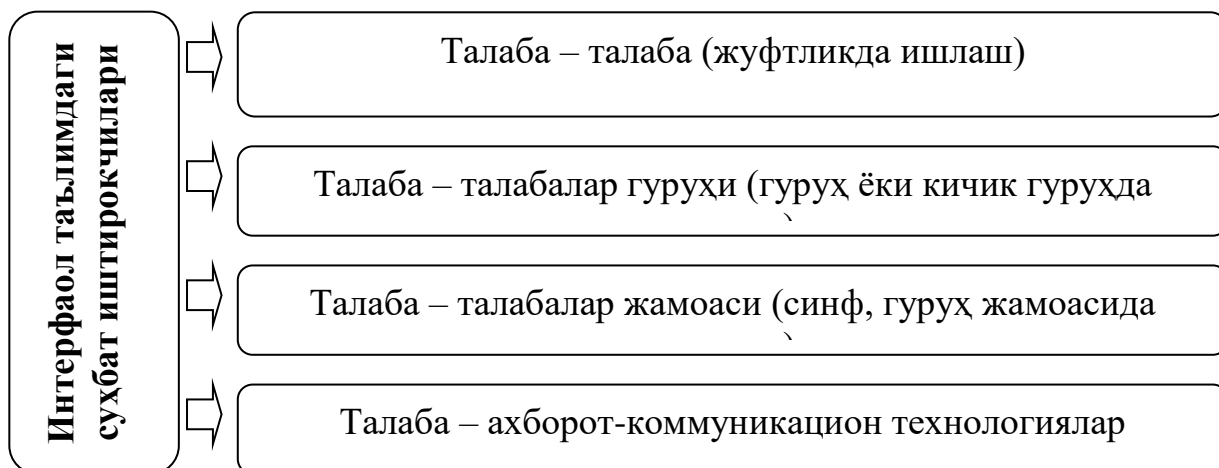 Интерфаол таълимдаги
суҳбат иштирокчилари
Талаба – талаба (жуфтликда ишлаш)
Талаба – талабалар гуруҳи (гуруҳ ёки кичик гуруҳда
Талаба – талабалар жамоаси (синф, гуруҳ жамоасида
Талаба – ахборот-коммуникацион технологиялар